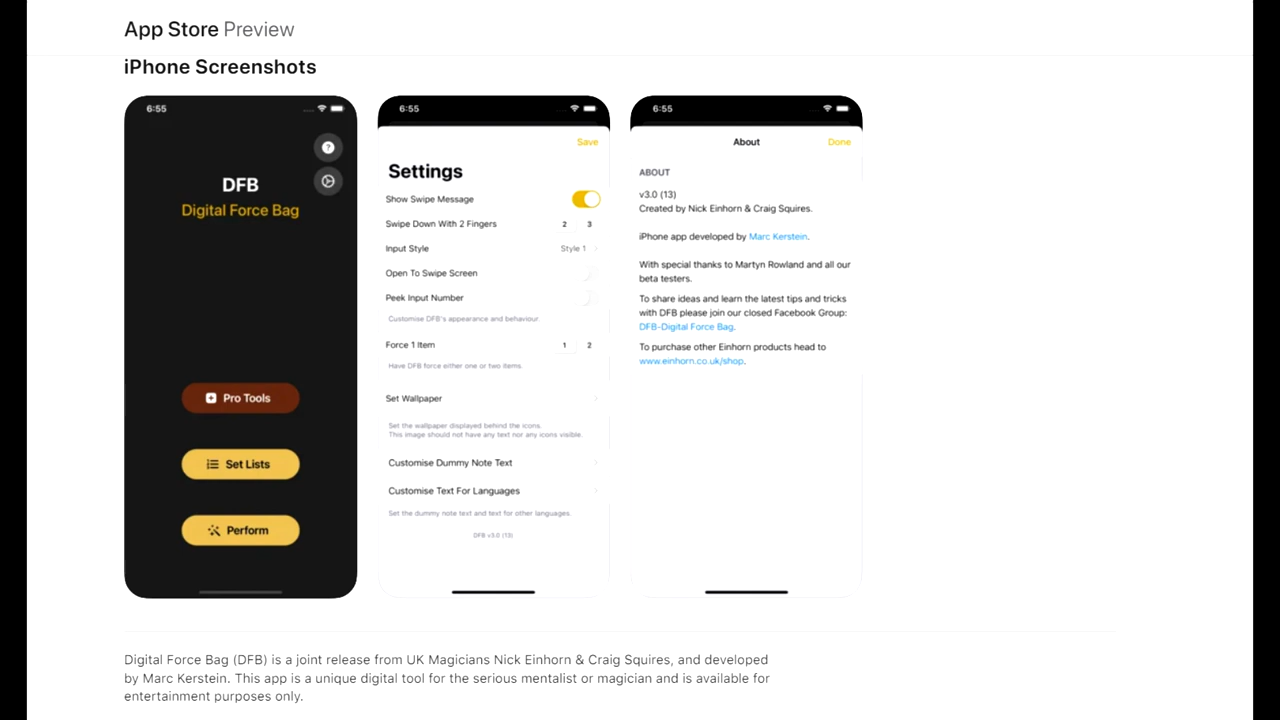 App Store Preview
iPhone Screenshots
6:55
DFB
Digital Force Bag
Pro Tools
Set Lists
Perform
6:55
Save
Settings
Show Swipe Message
Swipe Down With 2 Fingers 2 3
Input Style Style 1
Open To Swipe Screen
Peek Input Number
Customise DFB's appearance and behaviour.
Force 1 Item 1 2
Have DFB force either one or two items.
Set Wallpaper
Set the wallpaper displayed behind the icons.
This image should not have any text nor any icons visible.
Customise Dummy Note Text
Customise Text For Languages
Set the dummy note text and text for other languages.
DFB v3.0 (13)
6:55
About Done
ABOUT
v3.0 (13)
Created by Nick Einhorn & Craig Squires.
iPhone app developed by Marc Kerstein.
With special thanks to Martyn Rowland and all our
beta testers.
To share ideas and learn the latest tips and tricks
with DFB please join our closed Facebook Group:
DFB-Digital Force Bag.
To purchase other Einhorn products head to
www.einhorn.co.uk/shop.
Digital Force Bag (DFB) is a joint release from UK Magicians Nick Einhorn & Craig Squires, and developed
by Marc Kerstein. This app is a unique digital tool for the serious mentalist or magician and is available for
entertainment purposes only.